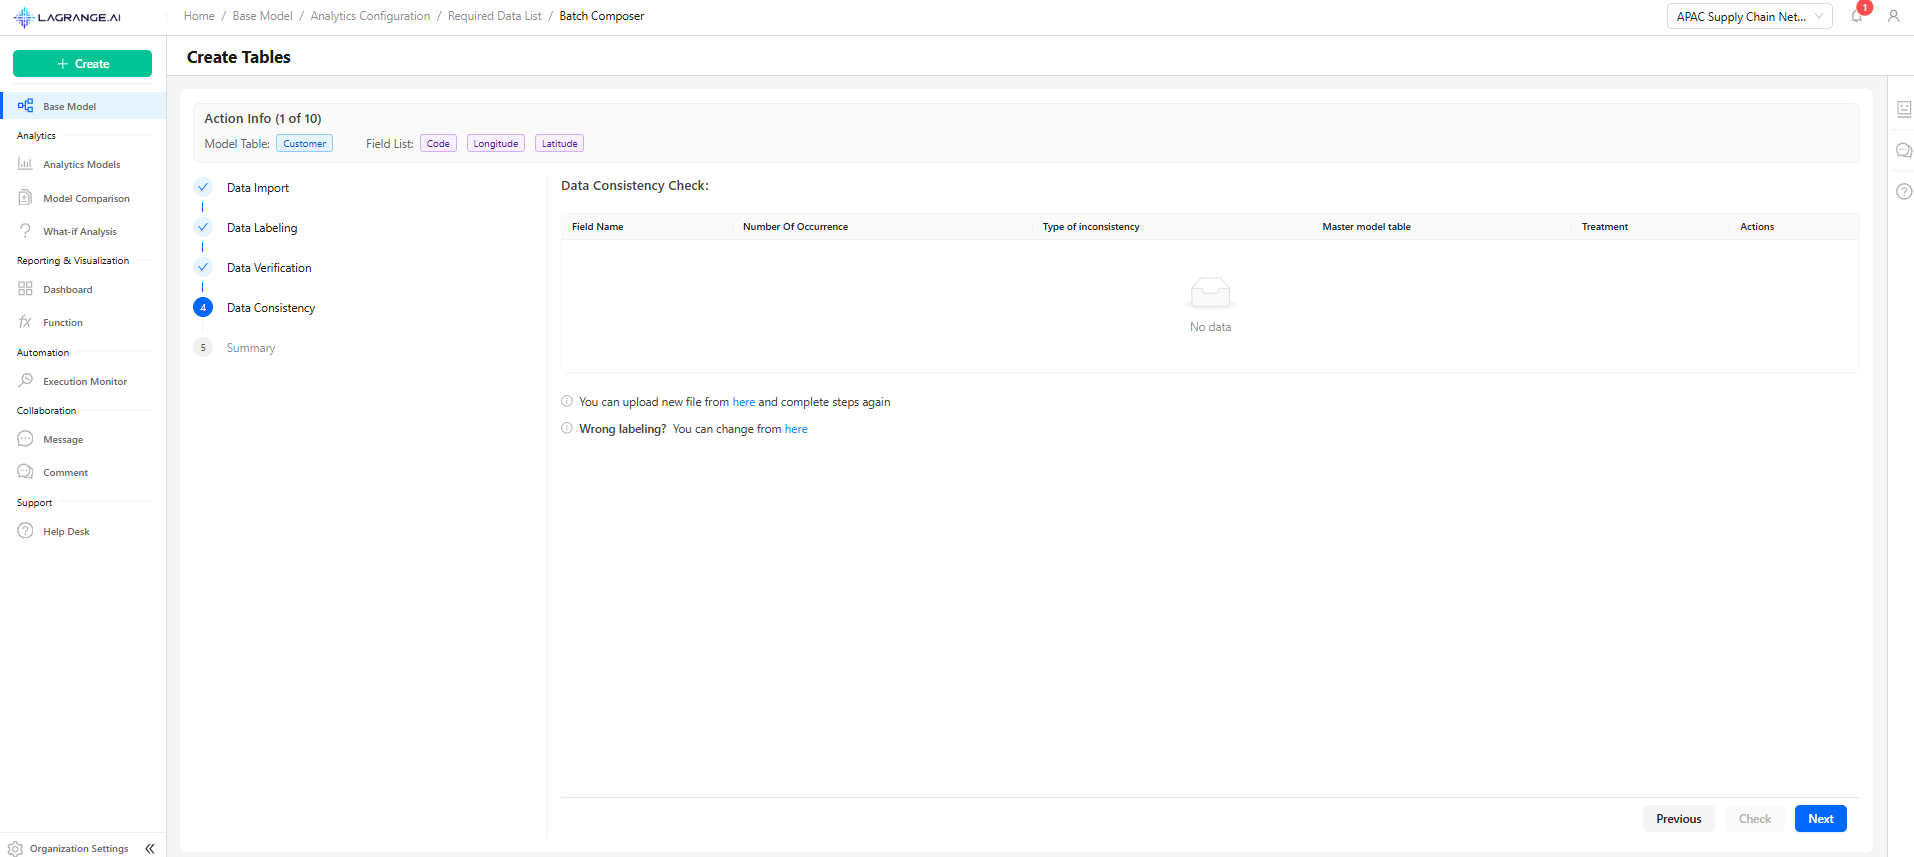 LAGRANGE.AI
Home / Base Model / Analytics Configuration / Required Data List / Batch Composer
APAC Supply Chain Net...
1
Create
Create Tables
Base Model
Analytics
Analytics Models
Model Comparison
What-if Analysis
Reporting & Visualization
Dashboard
fx Function
Automation
Execution Monitor
Collaboration
Message
Comment
Support
Help Desk
Organization Settings
Action Info (1 of 10)
Model Table: Customer Field List: Code Longitude Latitude
Data Import
Data Labeling
Data Verification
4 Data Consistency
5 Summary
Data Consistency Check:
Field Name Number Of Occurrence Type of inconsistency Master model table Treatment Actions
No data
You can upload new file from here and complete steps again
Wrong labeling? You can change from here
Previous Check Next